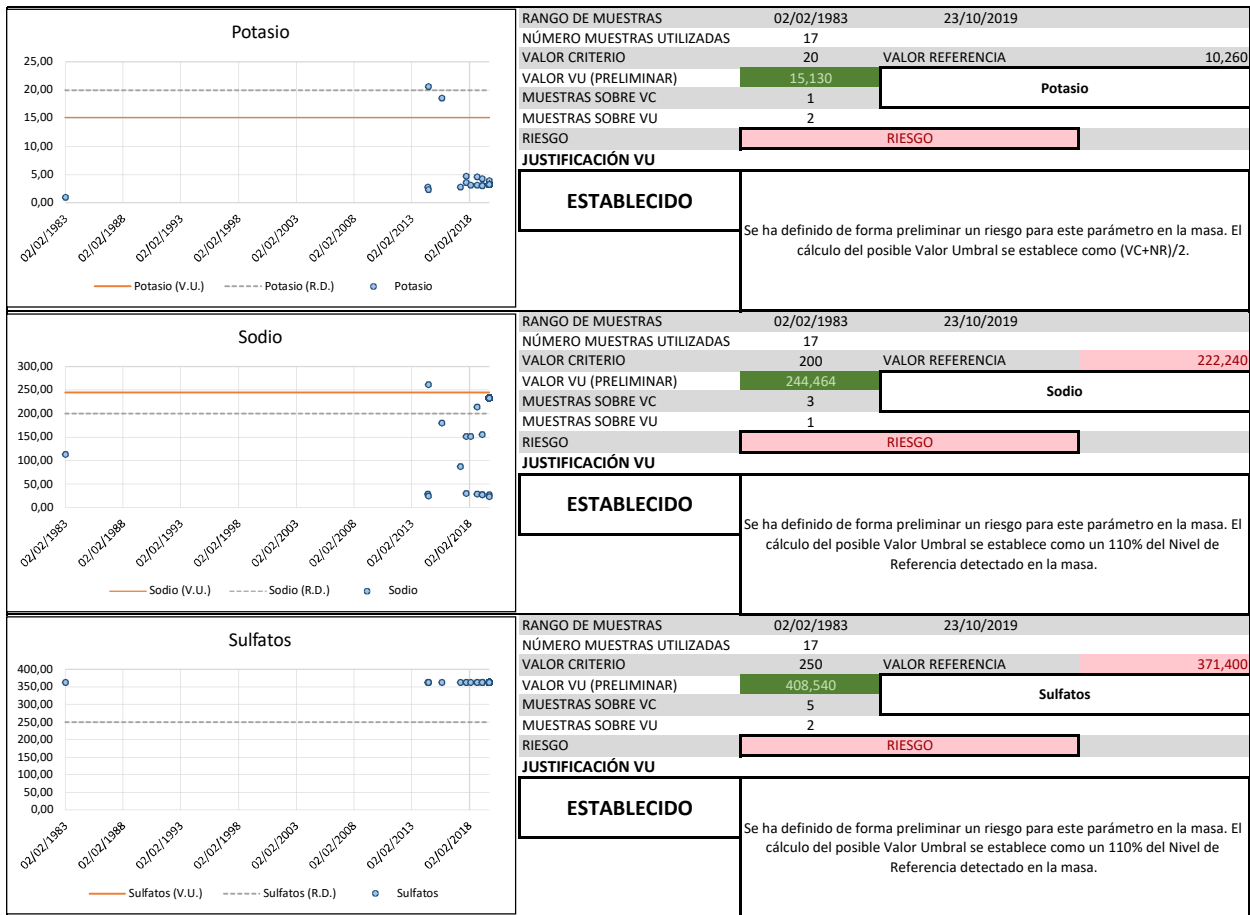 Potasio
25,00
20,00
15,00
10,00
5,00
0,00
02/02/1983
02/02/1988
02/02/1993
02/02/1998
02/02/2003
02/02/2008
02/02/2013
02/02/2018
Potasio (V.U.) Potasio (R.D.) Potasio
RANGO DE MUESTRAS 02/02/1983 23/10/2019
NÚMERO MUESTRAS UTILIZADAS 17
VALOR CRITERIO 20 VALOR REFERENCIA 10,260
VALOR VU (PRELIMINAR) 15,130
Potasio
MUESTRAS SOBRE VC 1
MUESTRAS SOBRE VU 2
RIESGO RIESGO
JUSTIFICACIÓN VU
ESTABLECIDO
Se ha definido de forma preliminar un riesgo para este parámetro en la masa. El
cálculo del posible Valor Umbral se establece como (VC+NR)/2.
Sodio
300,00
250,00
200,00
150,00
100,00
50,00
0,00
02/02/1983
02/02/1988
02/02/1993
02/02/1998
02/02/2003
02/02/2008
02/02/2013
02/02/2018
Sodio (V.U.) Sodio (R.D.) Sodio
RANGO DE MUESTRAS 02/02/1983 23/10/2019
NÚMERO MUESTRAS UTILIZADAS 17
VALOR CRITERIO 200 VALOR REFERENCIA 222,240
VALOR VU (PRELIMINAR) 244,464
Sodio
MUESTRAS SOBRE VC 3
MUESTRAS SOBRE VU 1
RIESGO RIESGO
JUSTIFICACIÓN VU
ESTABLECIDO
Se ha definido de forma preliminar un riesgo para este parámetro en la masa. El
cálculo del posible Valor Umbral se establece como un 110% del Nivel de
Referencia detectado en la masa.
Sulfatos
400,00
350,00
300,00
250,00
200,00
150,00
100,00
50,00
0,00
02/02/1983
02/02/1988
02/02/1993
02/02/1998
02/02/2003
02/02/2008
02/02/2013
02/02/2018
Sulfatos (V.U.) Sulfatos (R.D.) Sulfatos
RANGO DE MUESTRAS 02/02/1983 23/10/2019
NÚMERO MUESTRAS UTILIZADAS 17
VALOR CRITERIO 250 VALOR REFERENCIA 371,400
VALOR VU (PRELIMINAR) 408,540
Sulfatos
MUESTRAS SOBRE VC 5
MUESTRAS SOBRE VU 2
RIESGO RIESGO
JUSTIFICACIÓN VU
ESTABLECIDO
Se ha definido de forma preliminar un riesgo para este parámetro en la masa. El
cálculo del posible Valor Umbral se establece como un 110% del Nivel de
Referencia detectado en la masa.